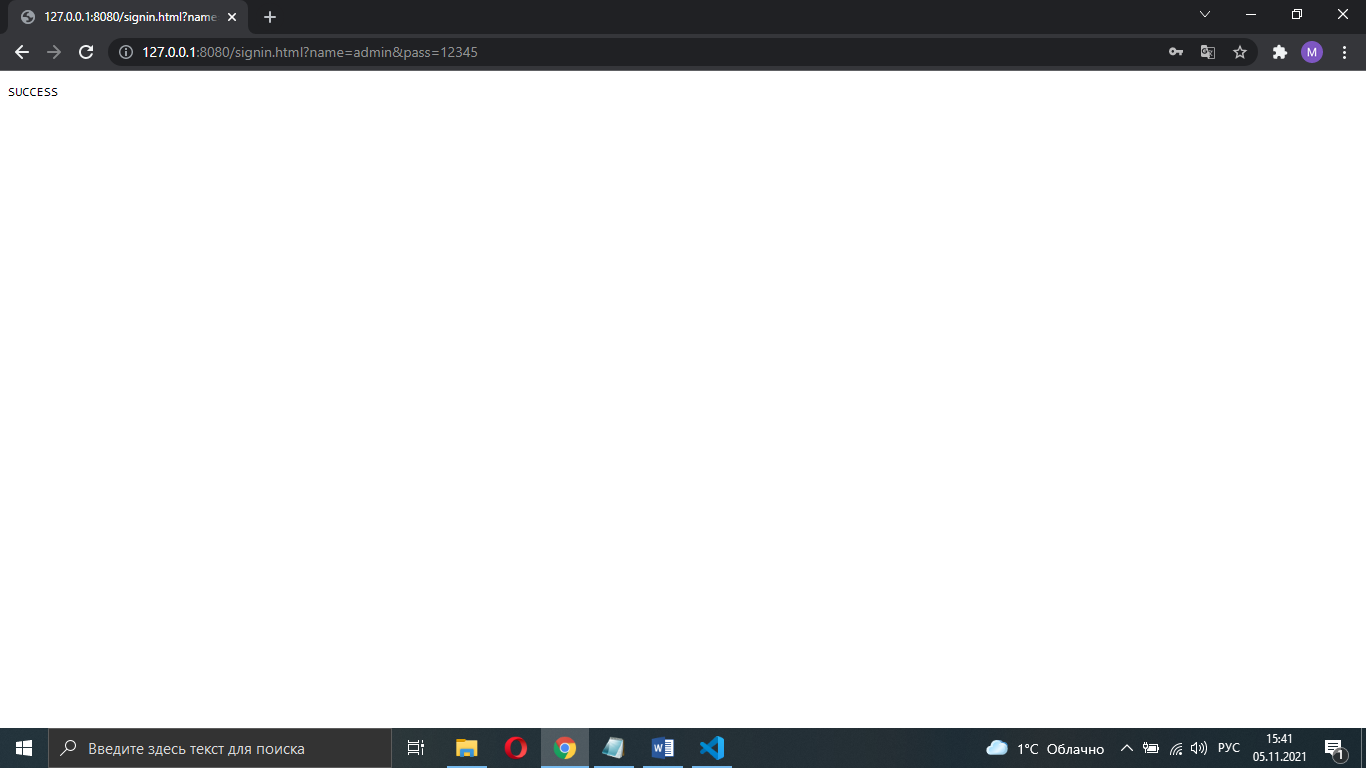 127.0.0.1:8080/signin.html?name
127.0.0.1:8080/signin.html?name=admin&pass=12345
M
SUCCESS
Введите здесь текст для поиска
1°C Облачно
РУС
15:41
05.11.2021
1